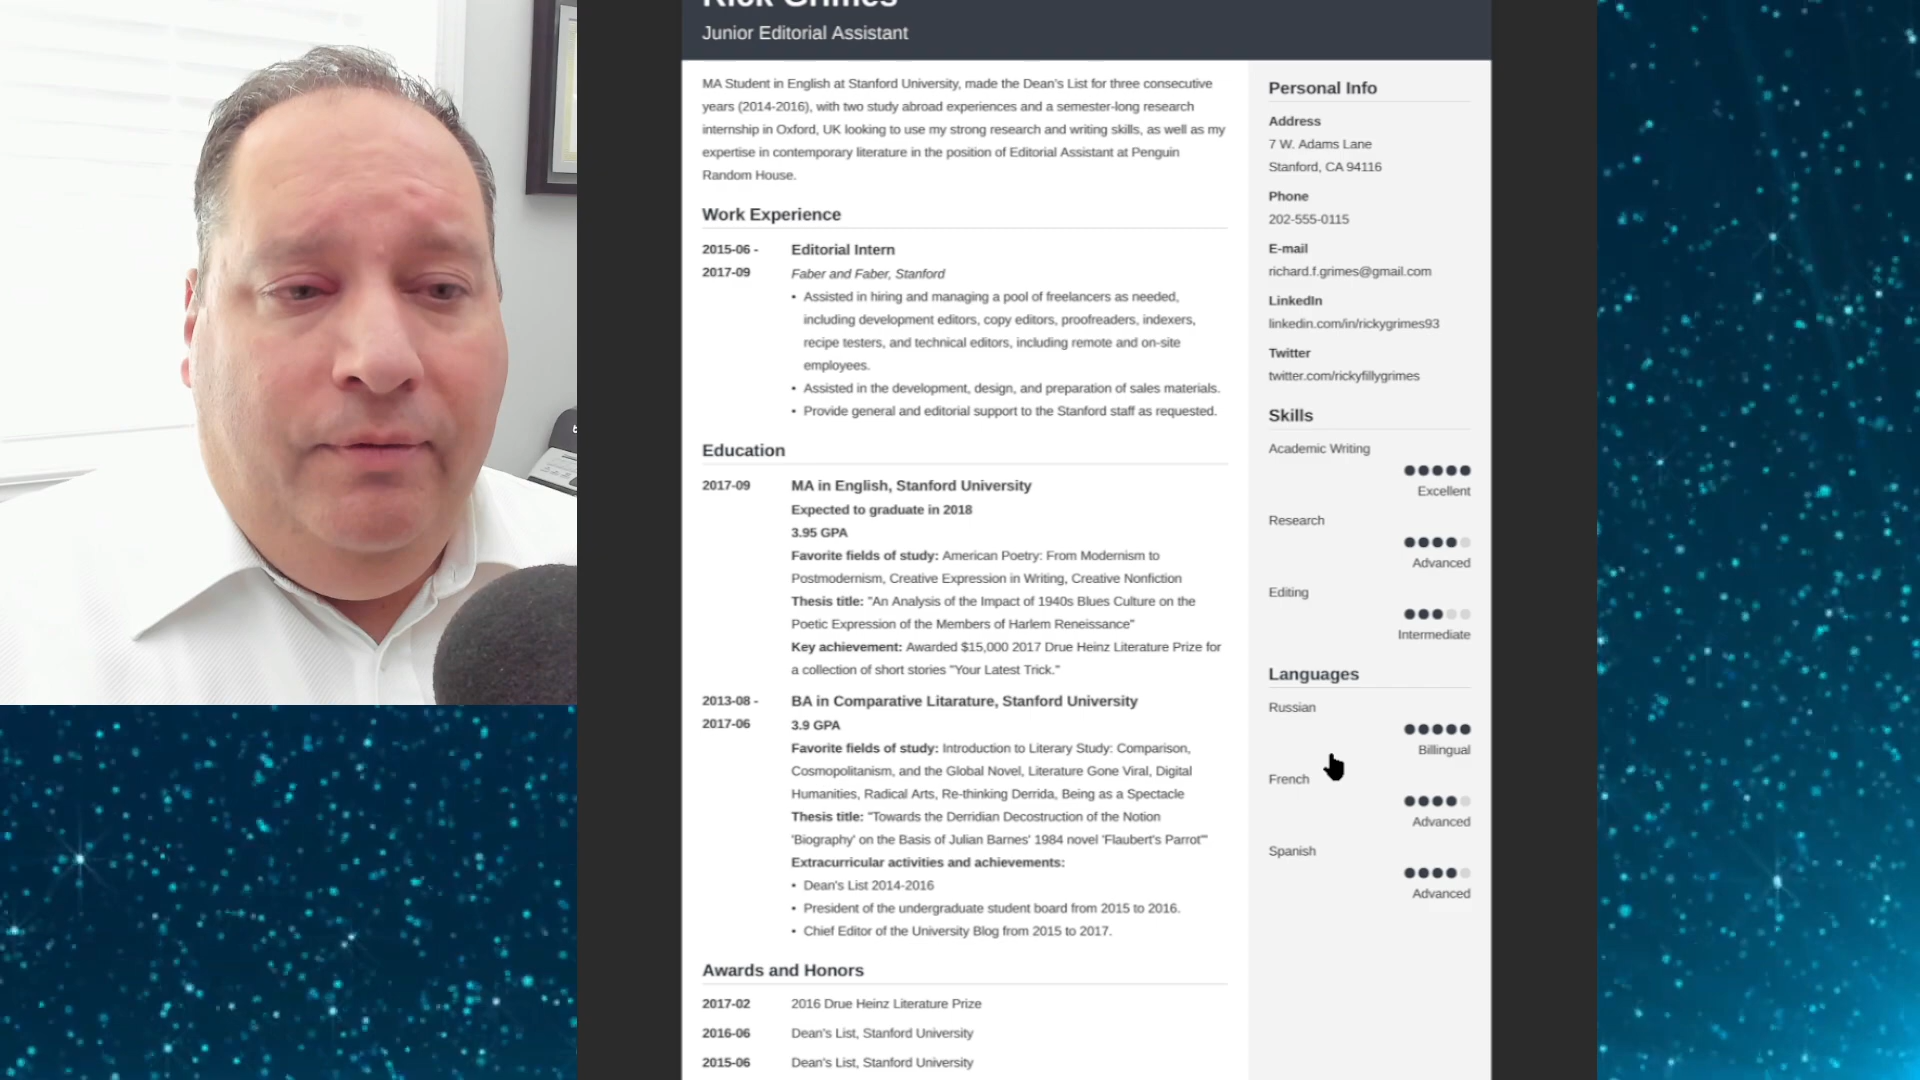 Rick Grimes
Junior Editorial Assistant
MA Student in English at Stanford University, made the Dean's List for three consecutive
years (2014-2016), with two study abroad experiences and a semester-long research
internship in Oxford, UK looking to use my strong research and writing skills, as well as my
expertise in contemporary literature in the position of Editorial Assistant at Penguin
Random House.
Work Experience
2015-06 -
2017-09
Editorial Intern
Faber and Faber, Stanford
• Assisted in hiring and managing a pool of freelancers as needed,
including development editors, copy editors, proofreaders, indexers,
recipe testers, and technical editors, including remote and on-site
employees.
• Assisted in the development, design, and preparation of sales materials.
• Provide general and editorial support to the Stanford staff as requested.
Education
2017-09
MA in English, Stanford University
Expected to graduate in 2018
3.95 GPA
Favorite fields of study: American Poetry: From Modernism to
Postmodernism, Creative Expression in Writing, Creative Nonfiction
Thesis title: "An Analysis of the Impact of 1940s Blues Culture on the
Poetic Expression of the Members of Harlem Reneissance"
Key achievement: Awarded $15,000 2017 Drue Heinz Literature Prize for
a collection of short stories "Your Latest Trick."
2013-08 -
2017-06
BA in Comparative Litarature, Stanford University
3.9 GPA
Favorite fields of study: Introduction to Literary Study: Comparison,
Cosmopolitanism, and the Global Novel, Literature Gone Viral, Digital
Humanities, Radical Arts, Re-thinking Derrida, Being as a Spectacle
Thesis title: "Towards the Derridian Decostruction of the Notion
'Biography' on the Basis of Julian Barnes' 1984 novel 'Flaubert's Parrot'"
Extracurricular activities and achievements:
• Dean's List 2014-2016
• President of the undergraduate student board from 2015 to 2016.
• Chief Editor of the University Blog from 2015 to 2017.
Awards and Honors
2017-02 2016 Drue Heinz Literature Prize
2016-06 Dean's List, Stanford University
2015-06 Dean's List, Stanford University
Personal Info
Address
7 W. Adams Lane
Stanford, CA 94116
Phone
202-555-0115
E-mail
richard.f.grimes@gmail.com
LinkedIn
linkedin.com/in/rickygrimes93
Twitter
twitter.com/rickyfillygrimes
Skills
Academic Writing
Excellent
Research
Advanced
Editing
Intermediate
Languages
Russian
Billingual
French
Advanced
Spanish
Advanced